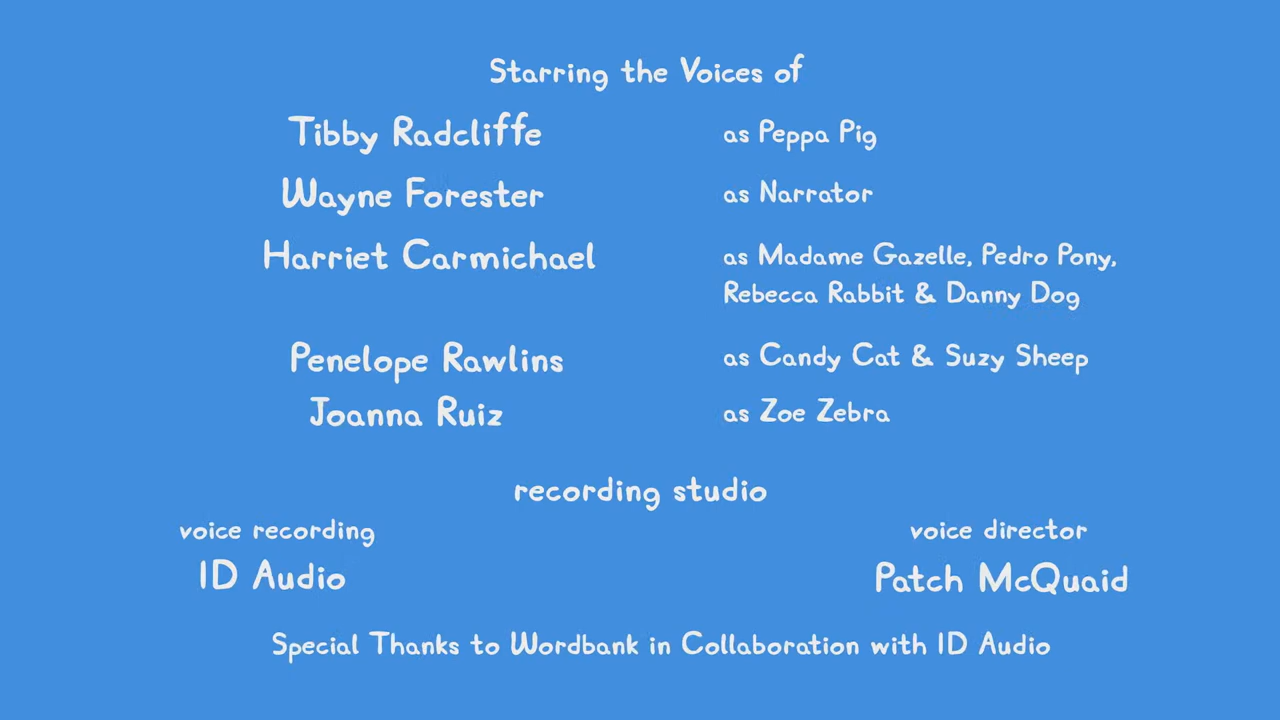 Starring the Voices of
Tibby Radcliffe as Peppa Pig
Wayne Forester as Narrator
Harriet Carmichael as Madame Gazelle, Pedro Pony,
Rebecca Rabbit & Danny Dog
Penelope Rawlins as Candy Cat & Suzy Sheep
Joanna Ruiz as Zoe Zebra
recording studio
voice recording voice director
ID Audio Patch McQuaid
Special Thanks to Wordbank in Collaboration with ID Audio